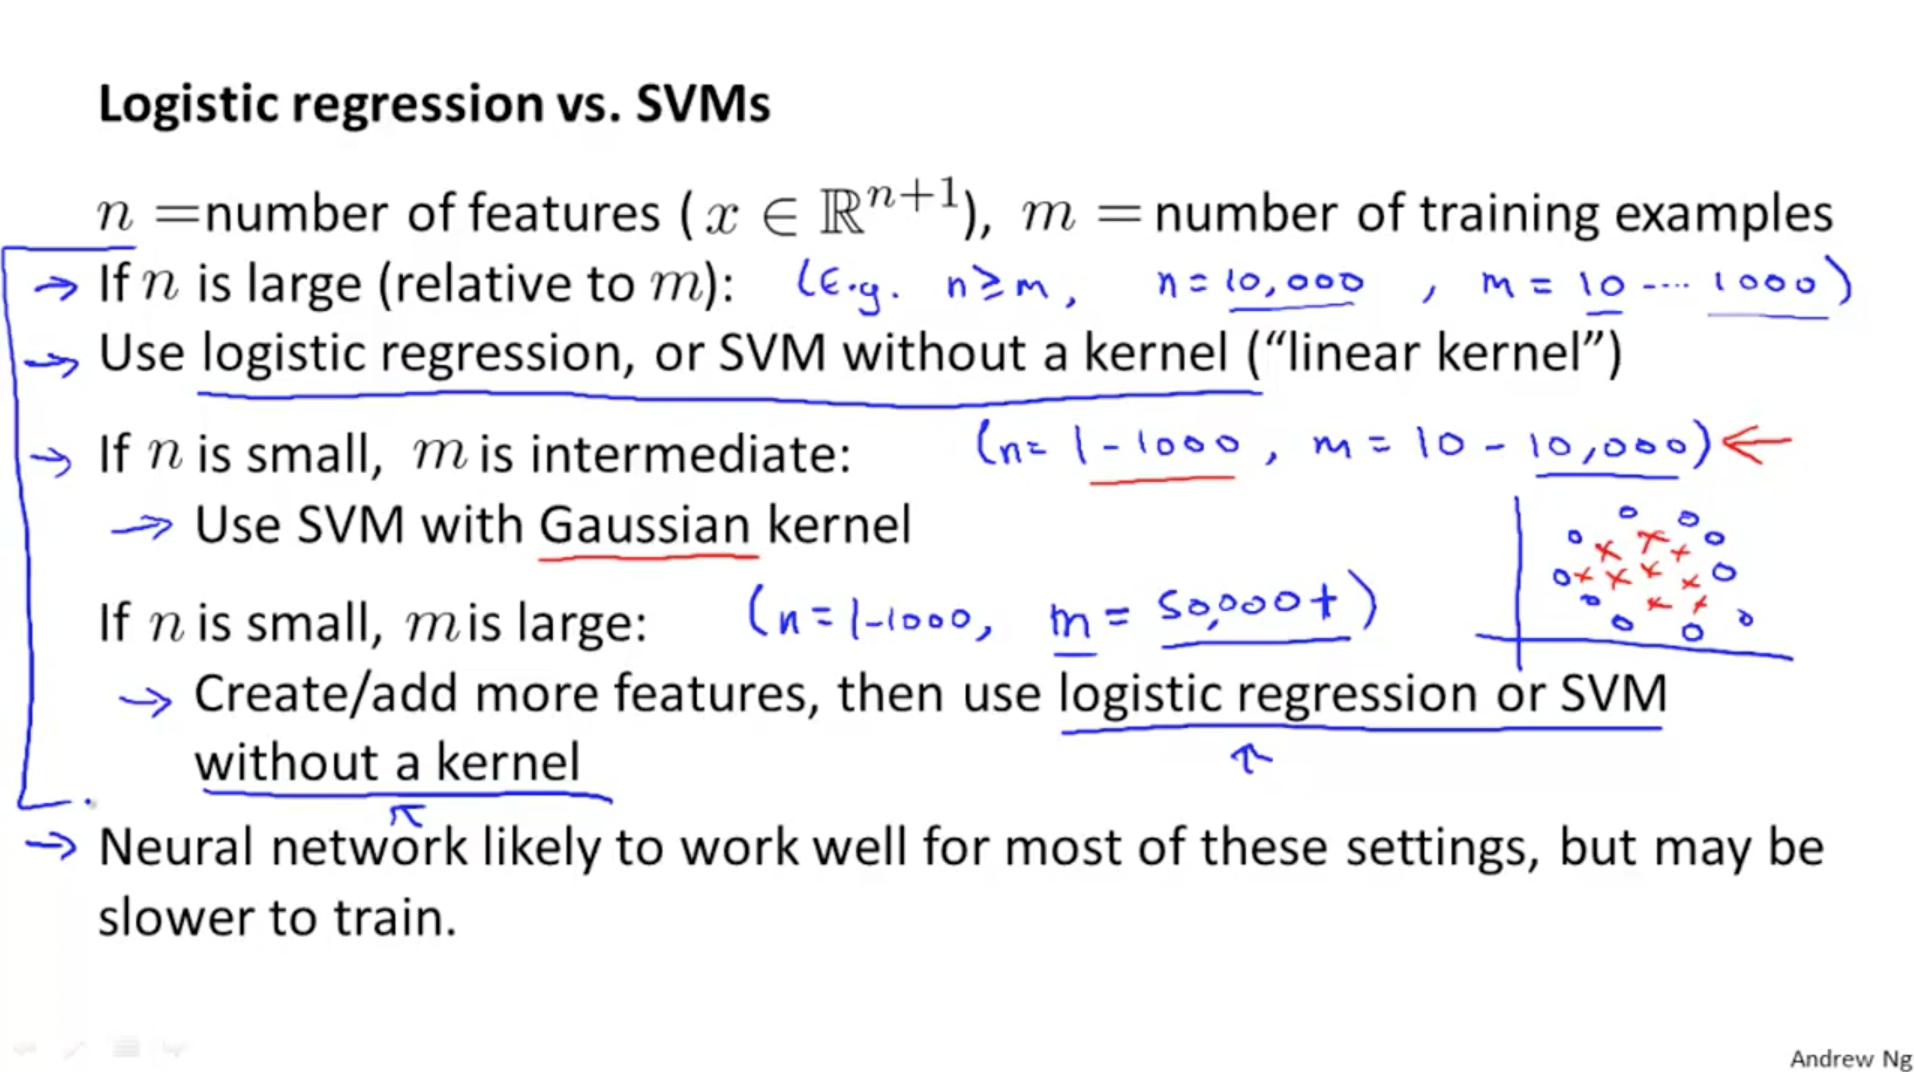 Logistic regression vs. SVMs
n =number of features ( x ∈ ℝⁿ⁺¹), m =number of training examples
→ If n is large (relative to m): (E.g. n≥m, n=10,000 , m = 10 .... 1000)
→ Use logistic regression, or SVM without a kernel (“linear kernel”)
→ If n is small, m is intermediate: (n= 1-1000 , m = 10 - 10,000) ←
→ Use SVM with Gaussian kernel
If n is small, m is large: (n=1-1000, m = 50,000+)
→ Create/add more features, then use logistic regression or SVM
without a kernel
→ Neural network likely to work well for most of these settings, but may be
slower to train.
Andrew Ng